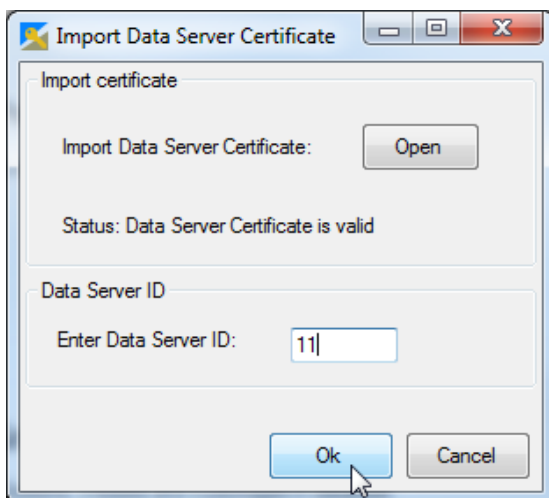 Import Data Server Certificate
Import certificate
Import Data Server Certificate: Open
Status: Data Server Certificate is valid
Data Server ID
Enter Data Server ID: 11
Ok Cancel